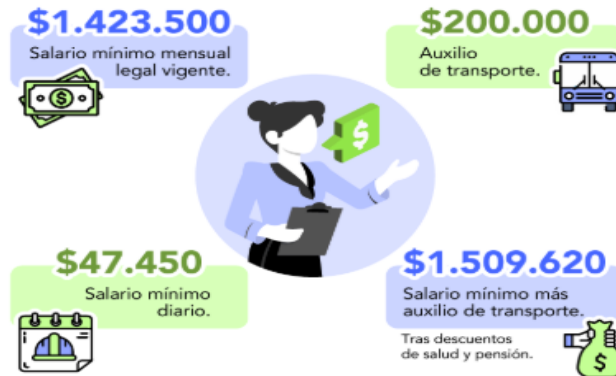 $1.423.500
Salario mínimo mensual
legal vigente.
$200.000
Auxilio
de transporte.
$
$
$47.450
Salario mínimo
diario.
$1.509.620
Salario mínimo más
auxilio de transporte.
Tras descuentos
de salud y pensión.
$